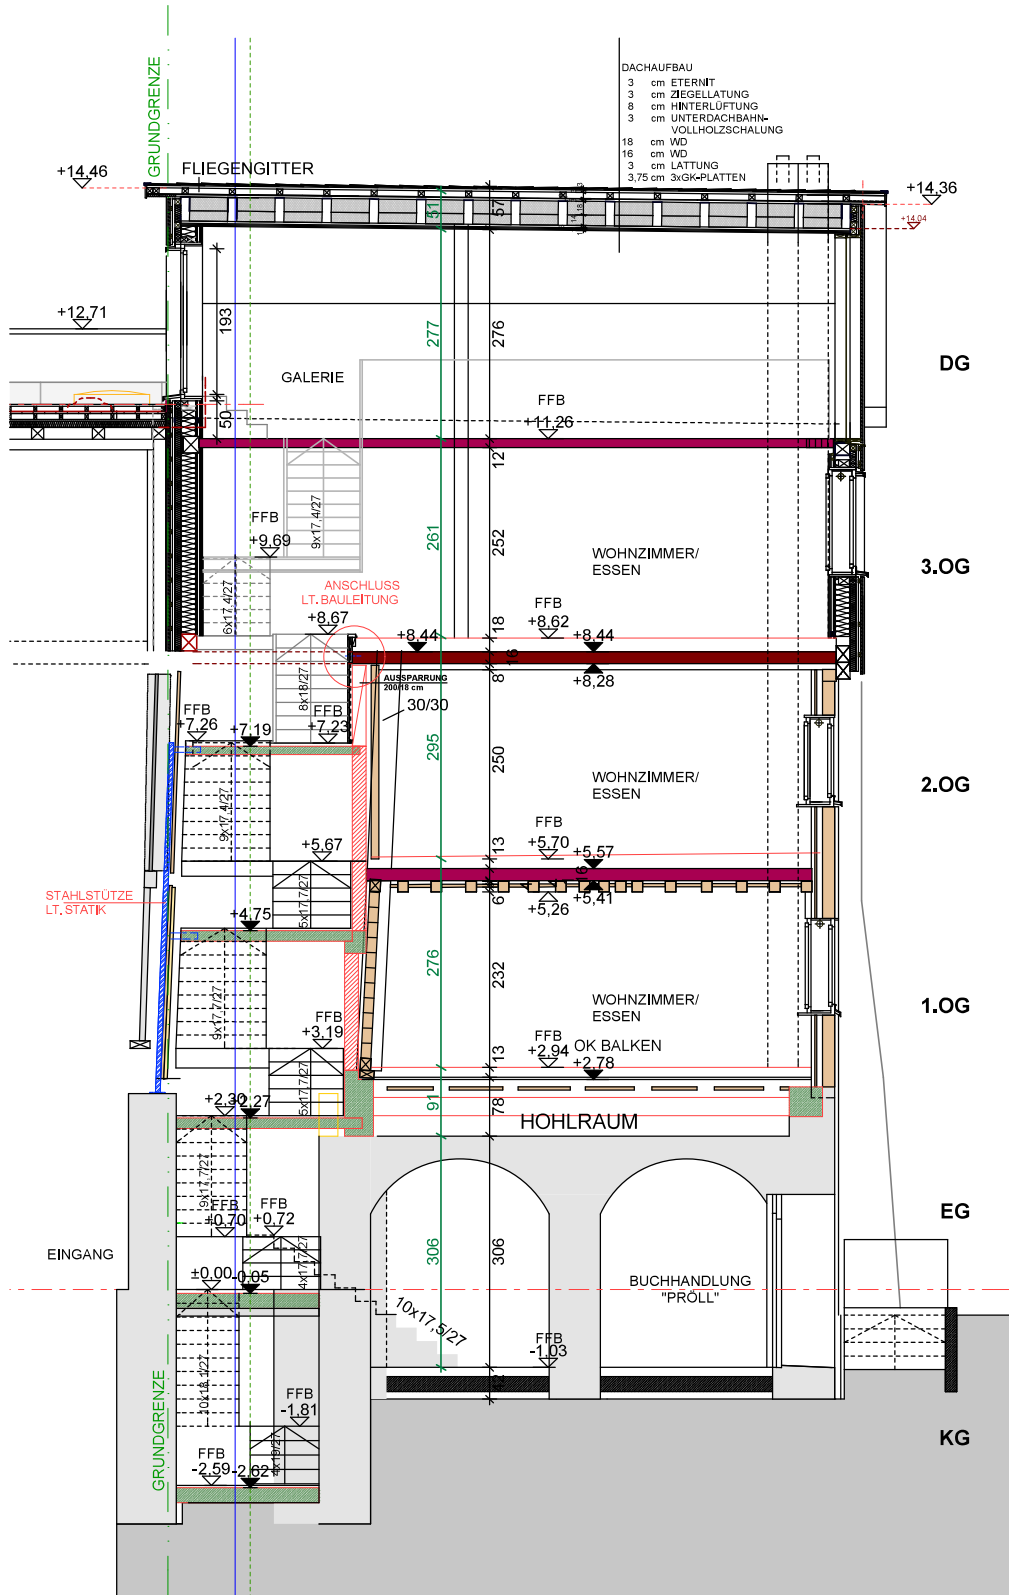 GRUNDGRENZE
DACHAUFBAU
3 cm ETERNIT
3 cm ZIEGELLATUNG
8 cm HINTERLÜFTUNG
3 cm UNTERDACHBAHN-
VOLLHOLZSCHALUNG
18 cm WD
16 cm WD
3 cm LATTUNG
3,75 cm 3xGK-PLATTEN
+14,46
FLIEGENGITTER
+14,36
+14.04
51
57
+12,71
193
277
276
DG
GALERIE
50
FFB
+11,26
12
9x17,4/27
FFB
+9,69
261
252
WOHNZIMMER/
ESSEN
3.OG
6x17,4/27
ANSCHLUSS
LT. BAULEITUNG
FFB
+8,62
18
+8,67
+8,44
+8,44
16
8
+8,28
AUSSPARRUNG
200/18 cm
30/30
8x18/27
FFB
+7,26
+7,19
FFB
+7,23
295
250
WOHNZIMMER/
ESSEN
2.OG
9x17,4/27
FFB
+5,70
13
+5,67
+5,57
16
+5,41
6
+5,26
STAHLSTÜTZE
LT. STATIK
5x17,7/27
+4,75
276
232
WOHNZIMMER/
ESSEN
1.OG
9x17,7/27
FFB
+3,19
FFB
+2,94
OK BALKEN
+2,78
13
5x17,7/27
+2,30
+2,27
91
78
HOHLRAUM
9x17,7/27
FFB
+0,70
FFB
+0,72
EG
EINGANG
4x17,7/27
306
306
±0,00
-0,05
BUCHHANDLUNG
"PRÖLL"
10x17,5/27
FFB
-1,03
42
GRUNDGRENZE
10x18,1/27
FFB
-1,81
KG
4x19/27
FFB
-2,59
-2,62